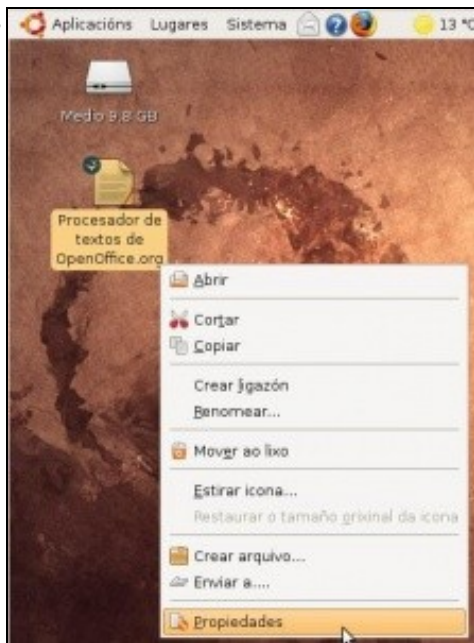 Aplicacións Lugares Sistema 13 °C
Medio 9,8 GB
Procesador de
textos de
OpenOffice.org
Abrir
Cortar
Copiar
Crear ligazón
Renomear...
Mover ao lixo
Estirar icona...
Restaurar o tamaño orixinal da icona
Crear arquivo...
Enviar a....
Propiedades